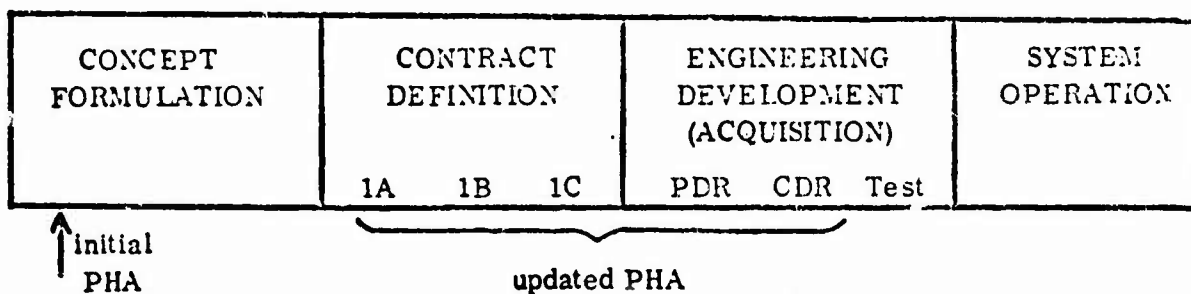 CONCEPT
FORMULATION
CONTRACT
DEFINITION
1A 1B 1C
ENGINEERING
DEVELOPMENT
(ACQUISITION)
PDR CDR Test
SYSTEM
OPERATION
initial
PHA
updated PHA